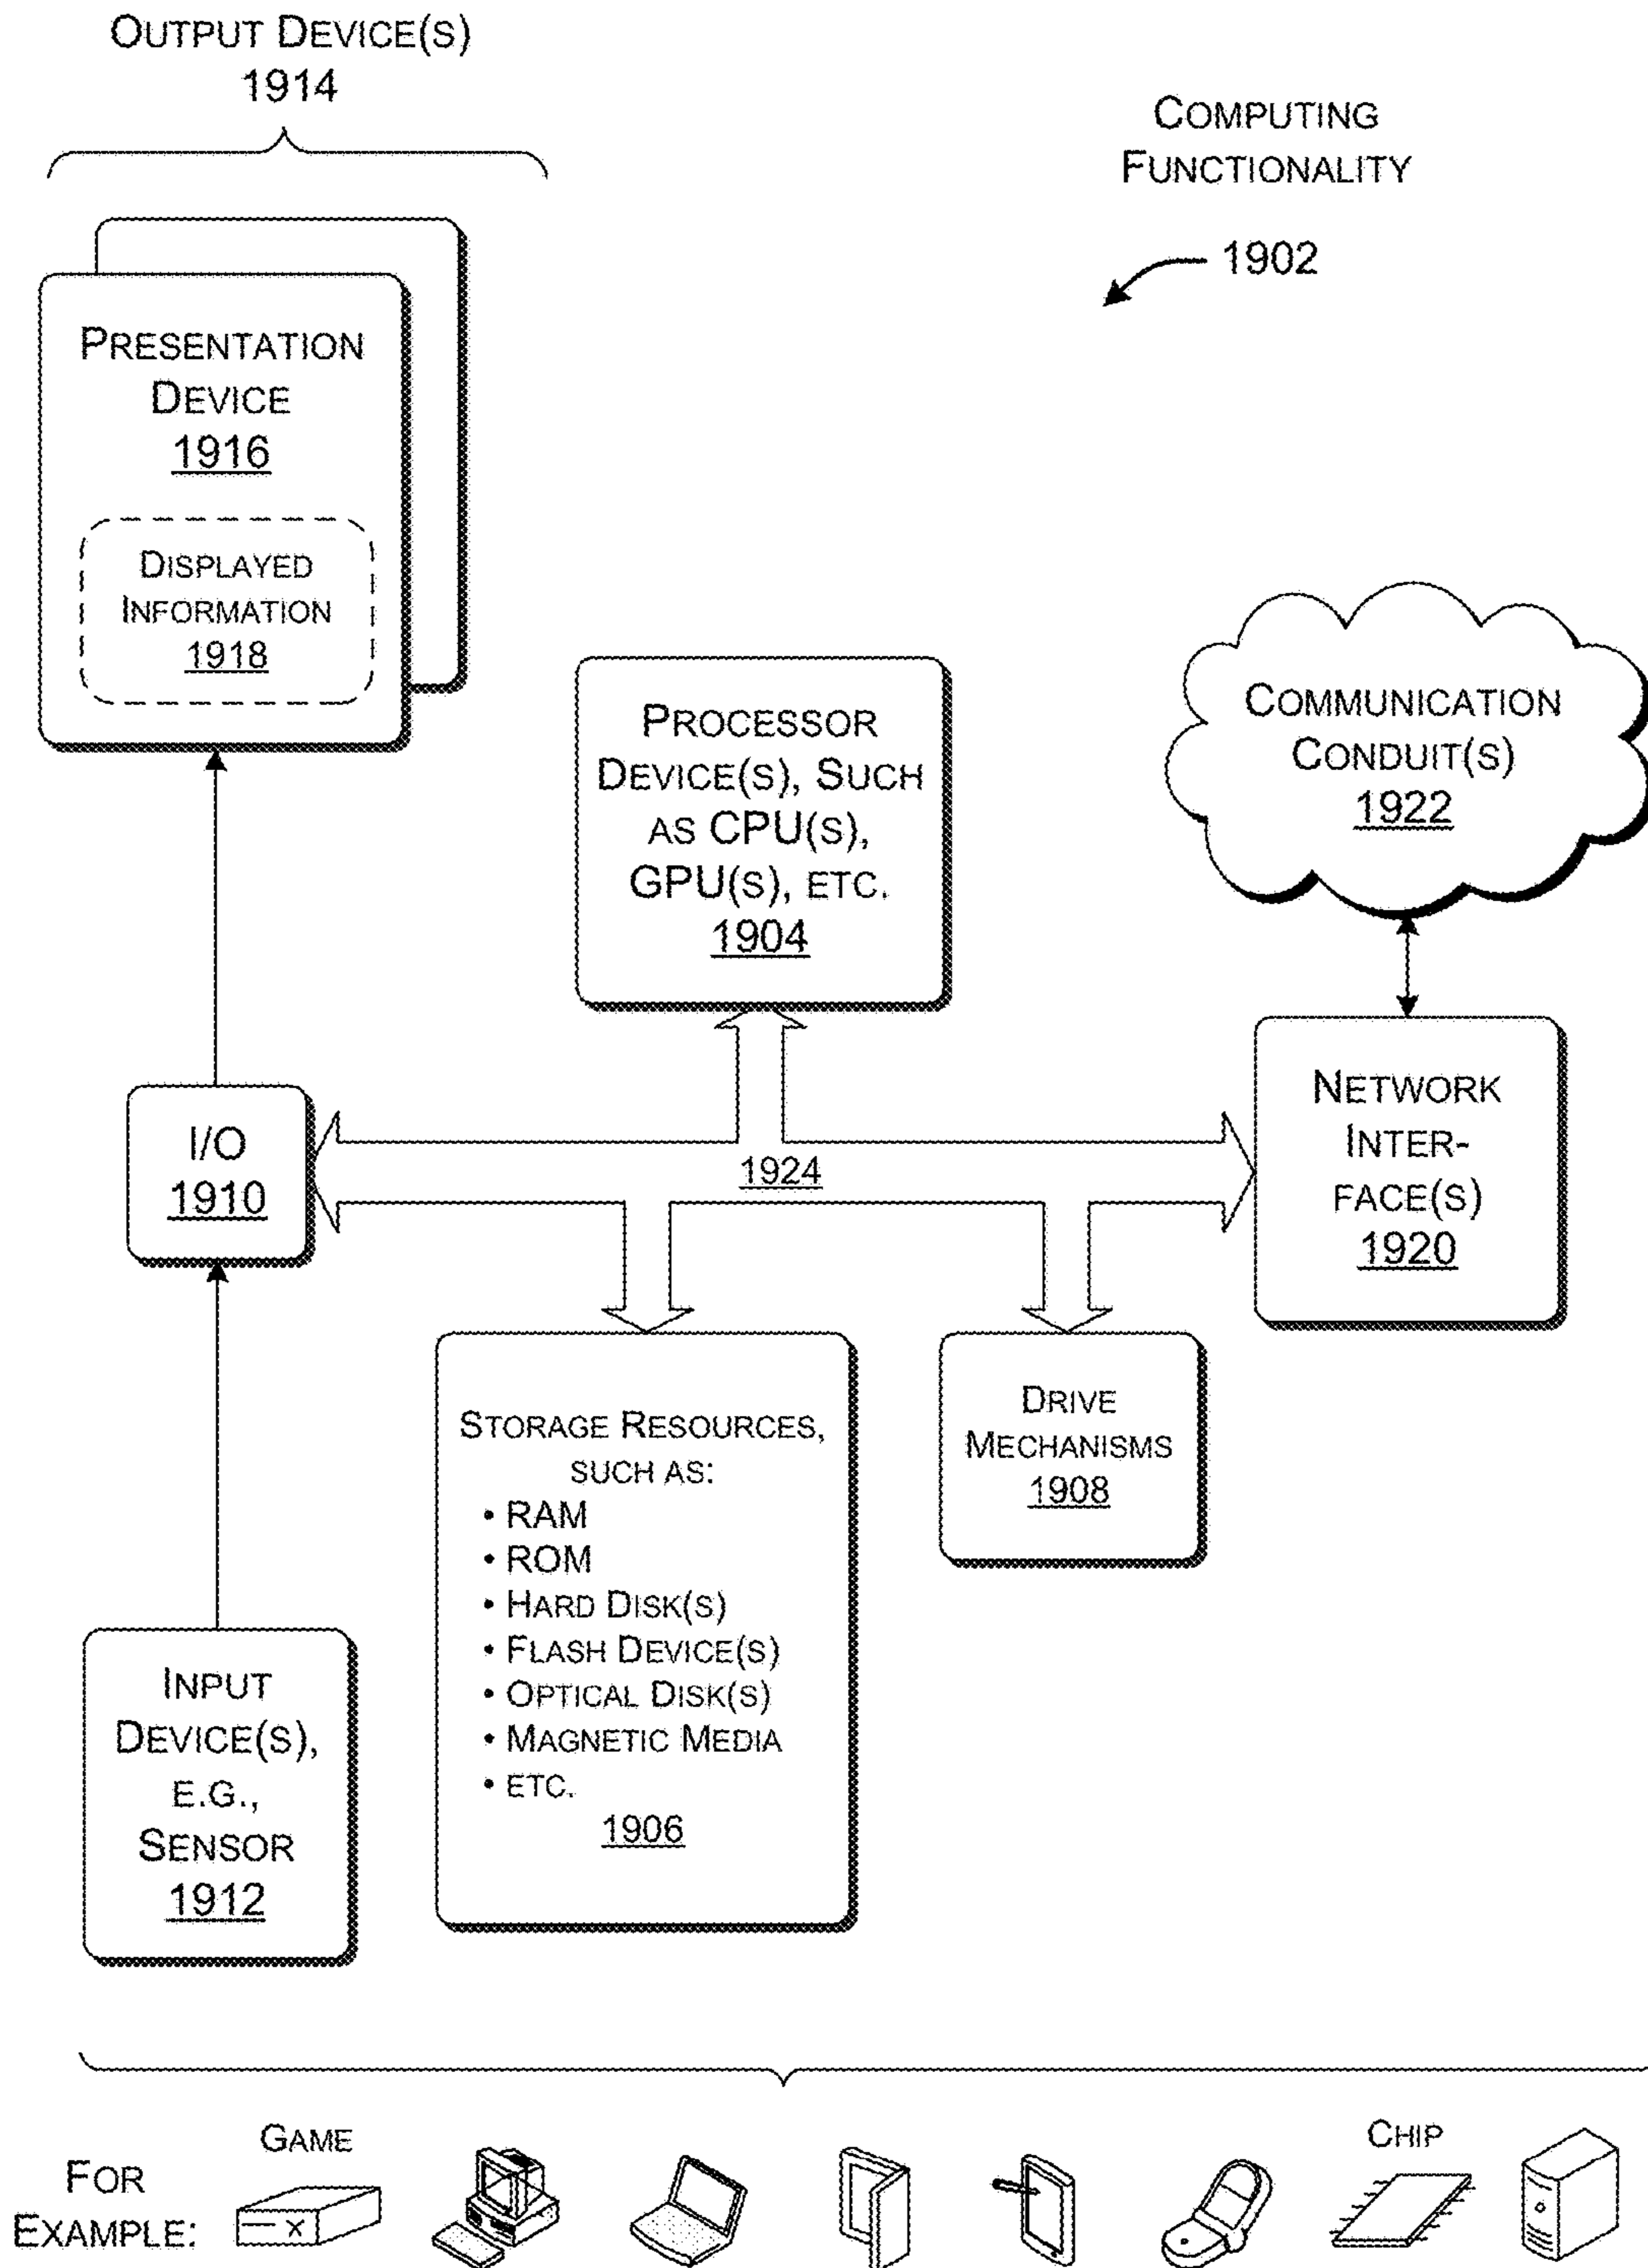 OUTPUT DEVICE(S)
1914
COMPUTING
FUNCTIONALITY
1902
PRESENTATION
DEVICE
1916
DISPLAYED
INFORMATION
1918
PROCESSOR
DEVICE(S), SUCH
AS CPU(S),
GPU(S), ETC.
1904
COMMUNICATION
CONDUIT(S)
1922
I/O
1910
1924
NETWORK
INTER-
FACE(S)
1920
STORAGE RESOURCES,
SUCH AS:
• RAM
• ROM
• HARD DISK(S)
• FLASH DEVICE(S)
• OPTICAL DISK(S)
• MAGNETIC MEDIA
• ETC.
1906
DRIVE
MECHANISMS
1908
INPUT
DEVICE(S),
E.G.,
SENSOR
1912
FOR
EXAMPLE:
GAME
X
CHIP